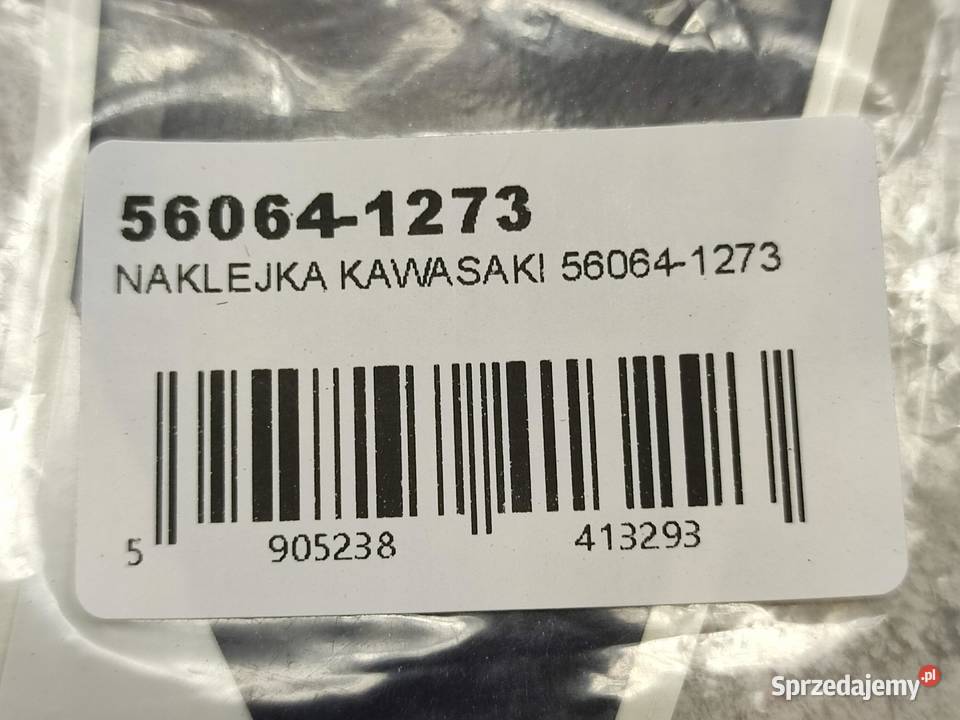 56064-1273
NAKLEJKA KAWASAKI 56064-1273
5 905238 413293
Sprzedajemy.pl